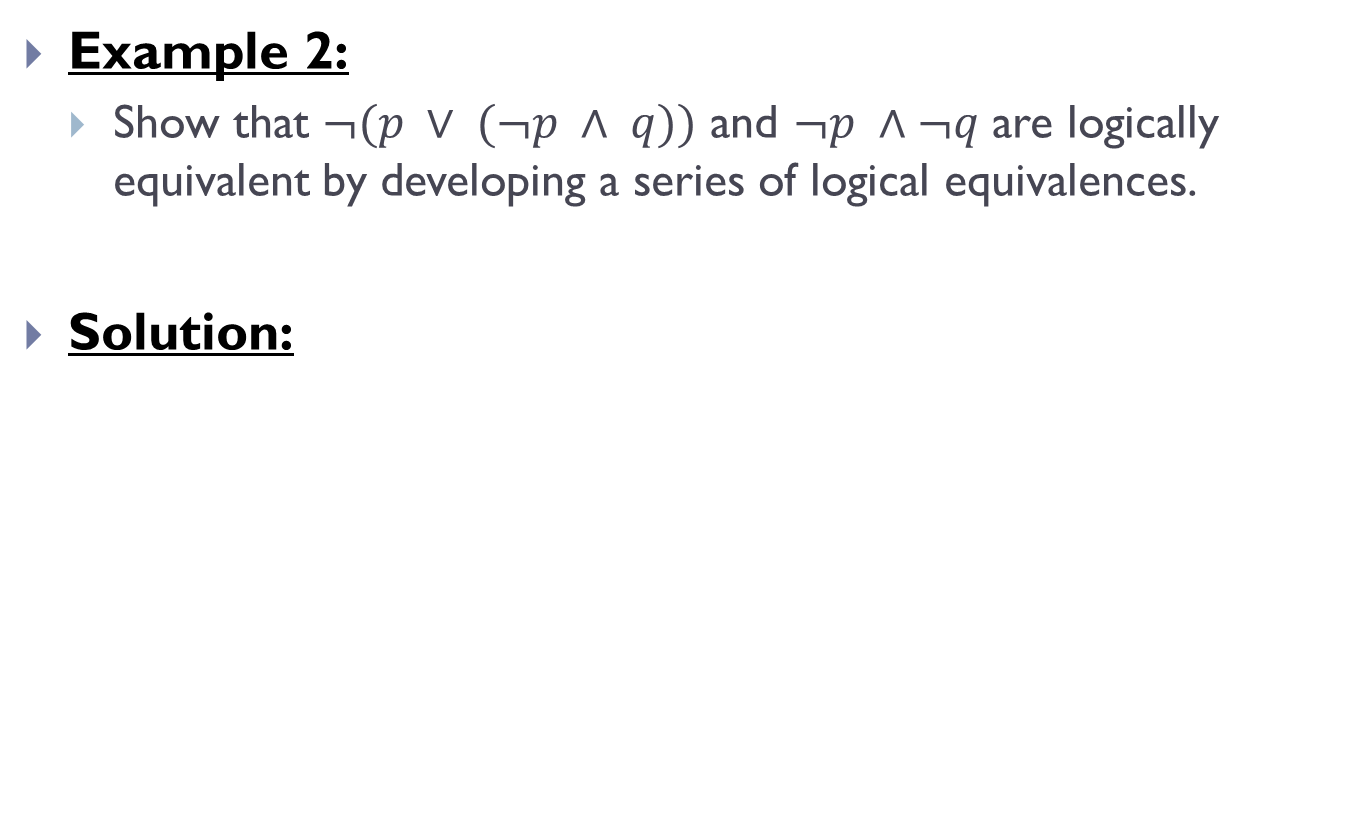 Example 2:
Show that ¬(𝑝 ∨ (¬𝑝 ∧ 𝑞)) and ¬𝑝 ∧ ¬𝑞 are logically
equivalent by developing a series of logical equivalences.
Solution: